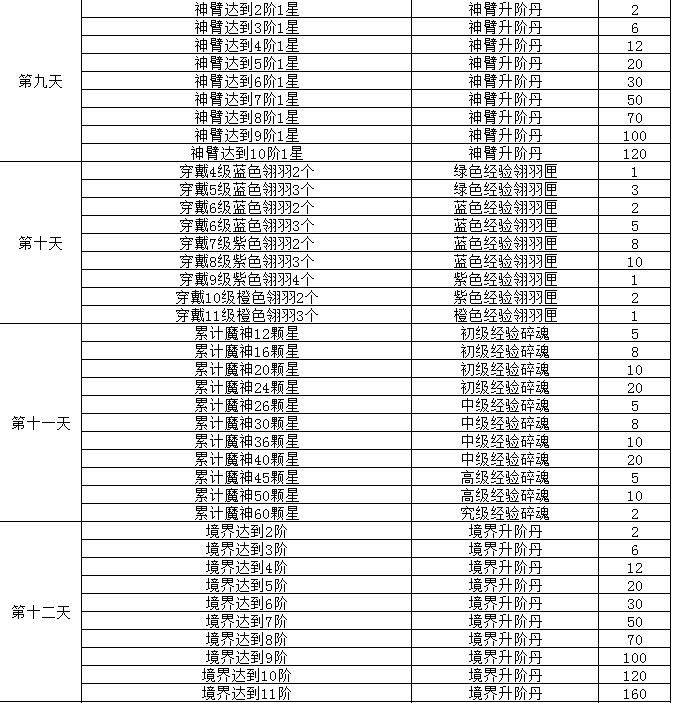 第九天
神臂达到2阶1星 神臂升阶丹 2
神臂达到3阶1星 神臂升阶丹 6
神臂达到4阶1星 神臂升阶丹 12
神臂达到5阶1星 神臂升阶丹 20
神臂达到6阶1星 神臂升阶丹 30
神臂达到7阶1星 神臂升阶丹 50
神臂达到8阶1星 神臂升阶丹 70
神臂达到9阶1星 神臂升阶丹 100
神臂达到10阶1星 神臂升阶丹 120
第十天
穿戴4级蓝色翎羽2个 绿色经验翎羽匣 1
穿戴5级蓝色翎羽3个 绿色经验翎羽匣 3
穿戴6级蓝色翎羽2个 蓝色经验翎羽匣 2
穿戴6级蓝色翎羽3个 蓝色经验翎羽匣 5
穿戴7级紫色翎羽2个 蓝色经验翎羽匣 8
穿戴8级紫色翎羽3个 蓝色经验翎羽匣 10
穿戴9级紫色翎羽4个 紫色经验翎羽匣 1
穿戴10级橙色翎羽2个 紫色经验翎羽匣 2
穿戴11级橙色翎羽3个 橙色经验翎羽匣 1
第十一天
累计魔神12颗星 初级经验碎魂 5
累计魔神16颗星 初级经验碎魂 8
累计魔神20颗星 初级经验碎魂 10
累计魔神24颗星 初级经验碎魂 20
累计魔神26颗星 中级经验碎魂 5
累计魔神30颗星 中级经验碎魂 8
累计魔神36颗星 中级经验碎魂 10
累计魔神40颗星 中级经验碎魂 20
累计魔神45颗星 高级经验碎魂 5
累计魔神50颗星 高级经验碎魂 10
累计魔神60颗星 究级经验碎魂 2
第十二天
境界达到2阶 境界升阶丹 2
境界达到3阶 境界升阶丹 6
境界达到4阶 境界升阶丹 12
境界达到5阶 境界升阶丹 20
境界达到6阶 境界升阶丹 30
境界达到7阶 境界升阶丹 50
境界达到8阶 境界升阶丹 70
境界达到9阶 境界升阶丹 100
境界达到10阶 境界升阶丹 120
境界达到11阶 境界升阶丹 160